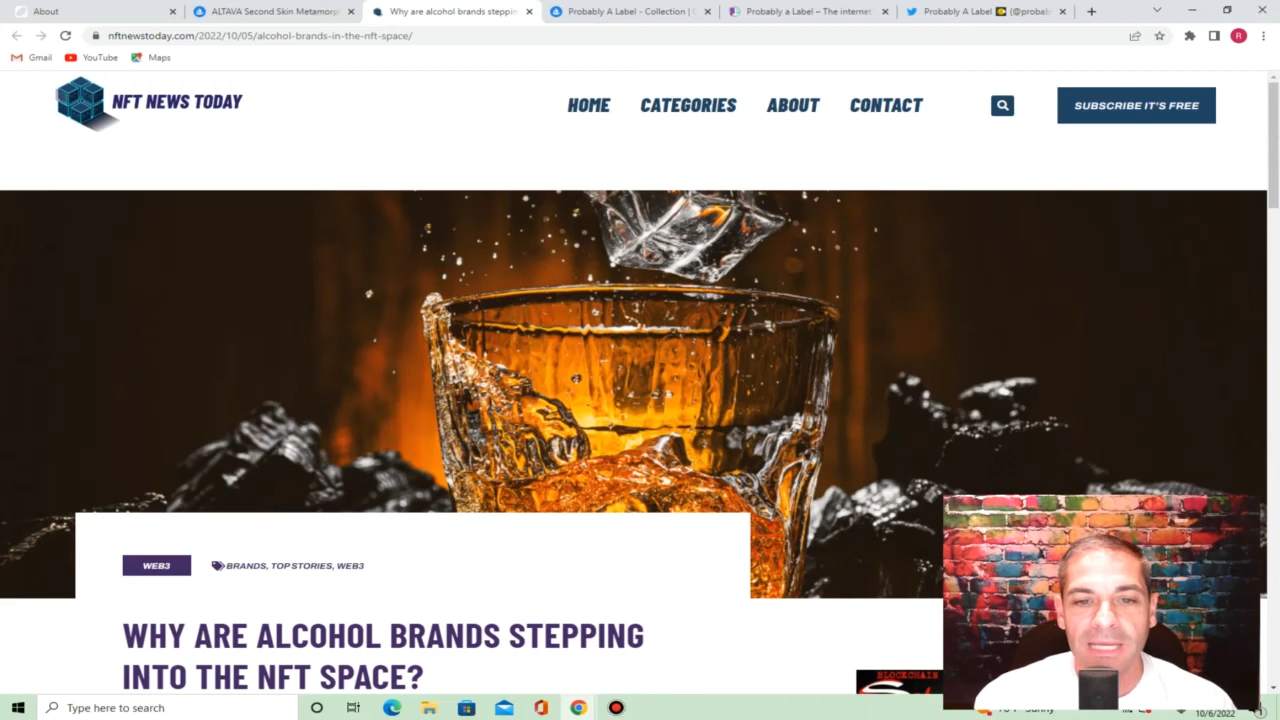 About
ALTAVA Second Skin Metamorp
Why are alcohol brands steppin
Probably A Label - Collection |
Probably a Label – The internet
Probably A Label (@probab
nftnewstoday.com/2022/10/05/alcohol-brands-in-the-nft-space/
R
Gmail
YouTube
Maps
NFT NEWS TODAY
HOME
CATEGORIES
ABOUT
CONTACT
SUBSCRIBE IT'S FREE
WEB3
BRANDS, TOP STORIES, WEB3
WHY ARE ALCOHOL BRANDS STEPPING
INTO THE NFT SPACE?
BLOCKCHAIN
Type here to search
Sunny
10/6/2022